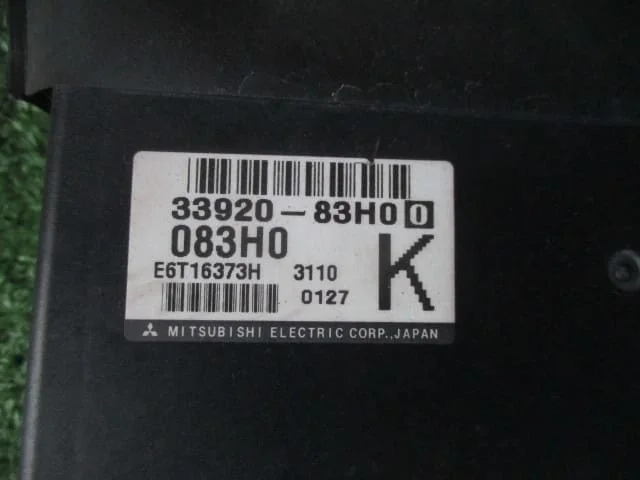 33920-83H0 0
083H0
K
E6T16373H 3110
0127
MITSUBISHI ELECTRIC CORP.,JAPAN